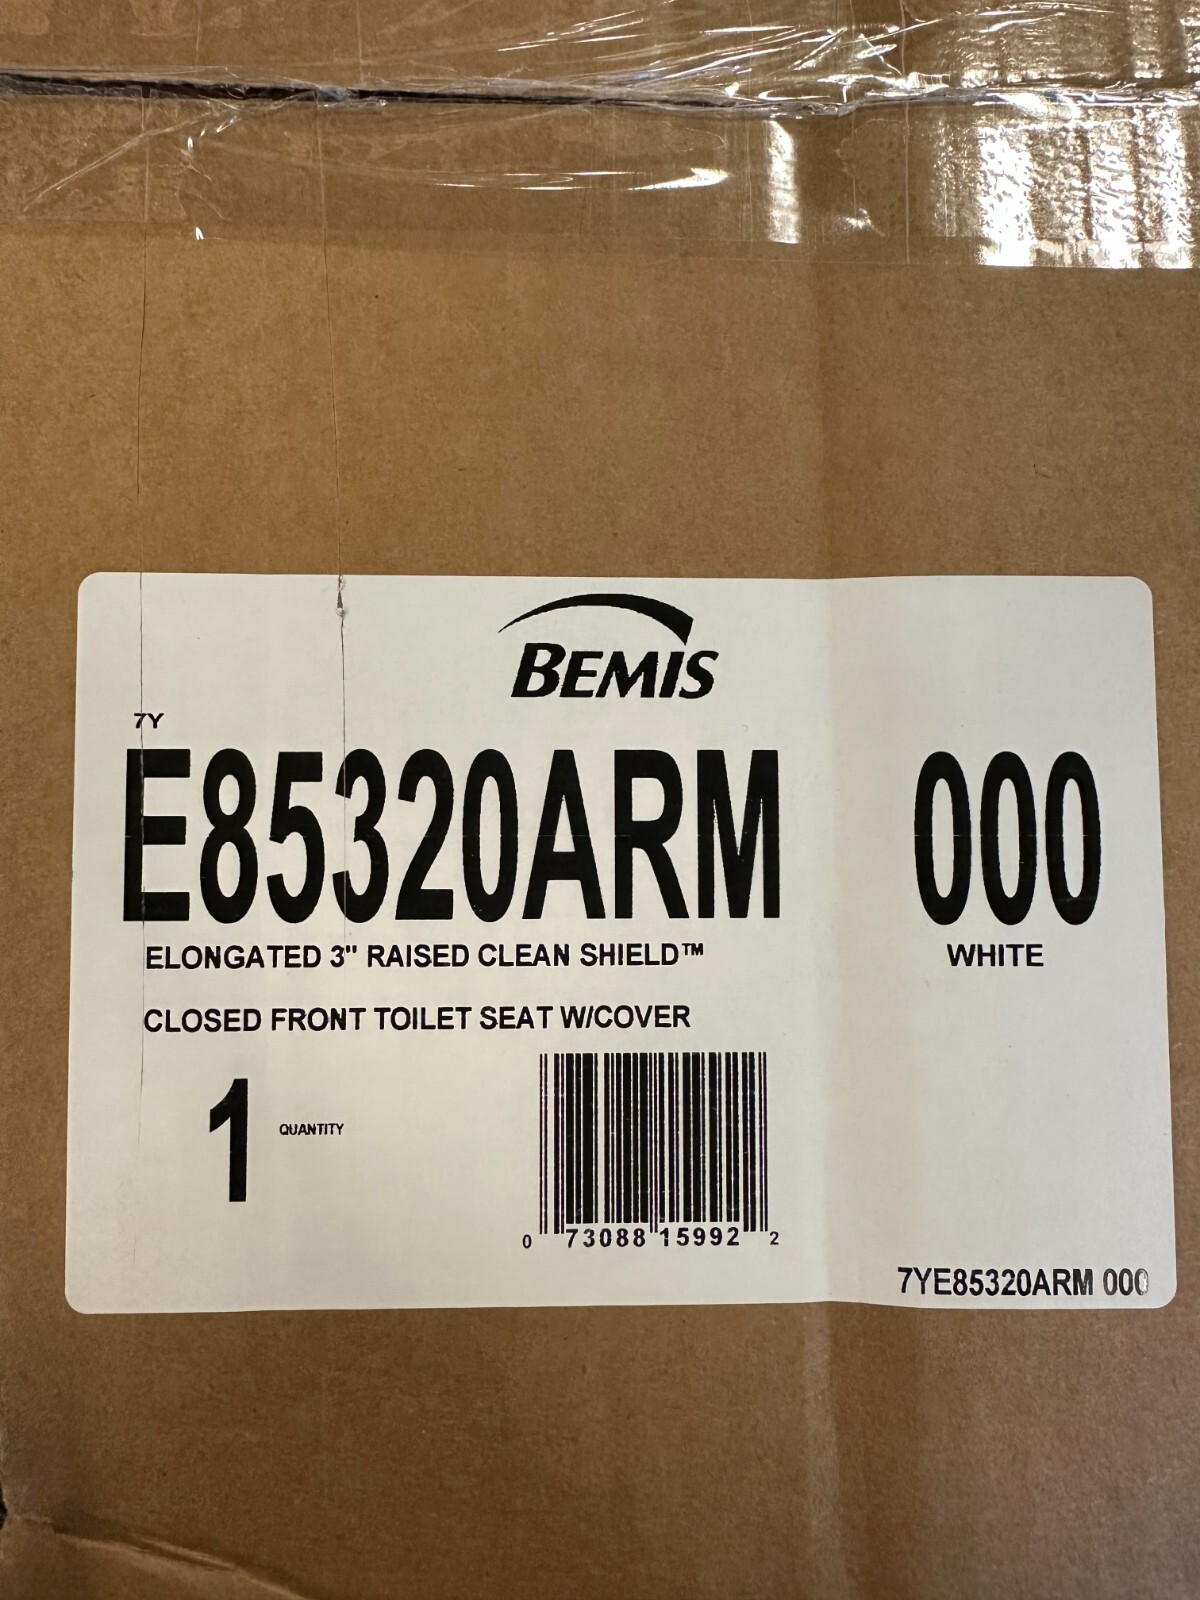 BEMIS
7Y
E85320ARM 000
ELONGATED 3" RAISED CLEAN SHIELD™ WHITE
CLOSED FRONT TOILET SEAT W/COVER
1 QUANTITY
0 73088 15992 2
7YE85320ARM 000